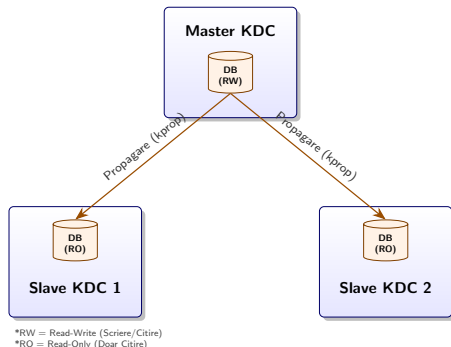 Master KDC
DB
(RW)
Propagare (kprop)
Propagare (kprop)
DB
(RO)
Slave KDC 1
DB
(RO)
Slave KDC 2
*RW = Read-Write (Scriere/Citire)
*RO = Read-Only (Doar Citire)